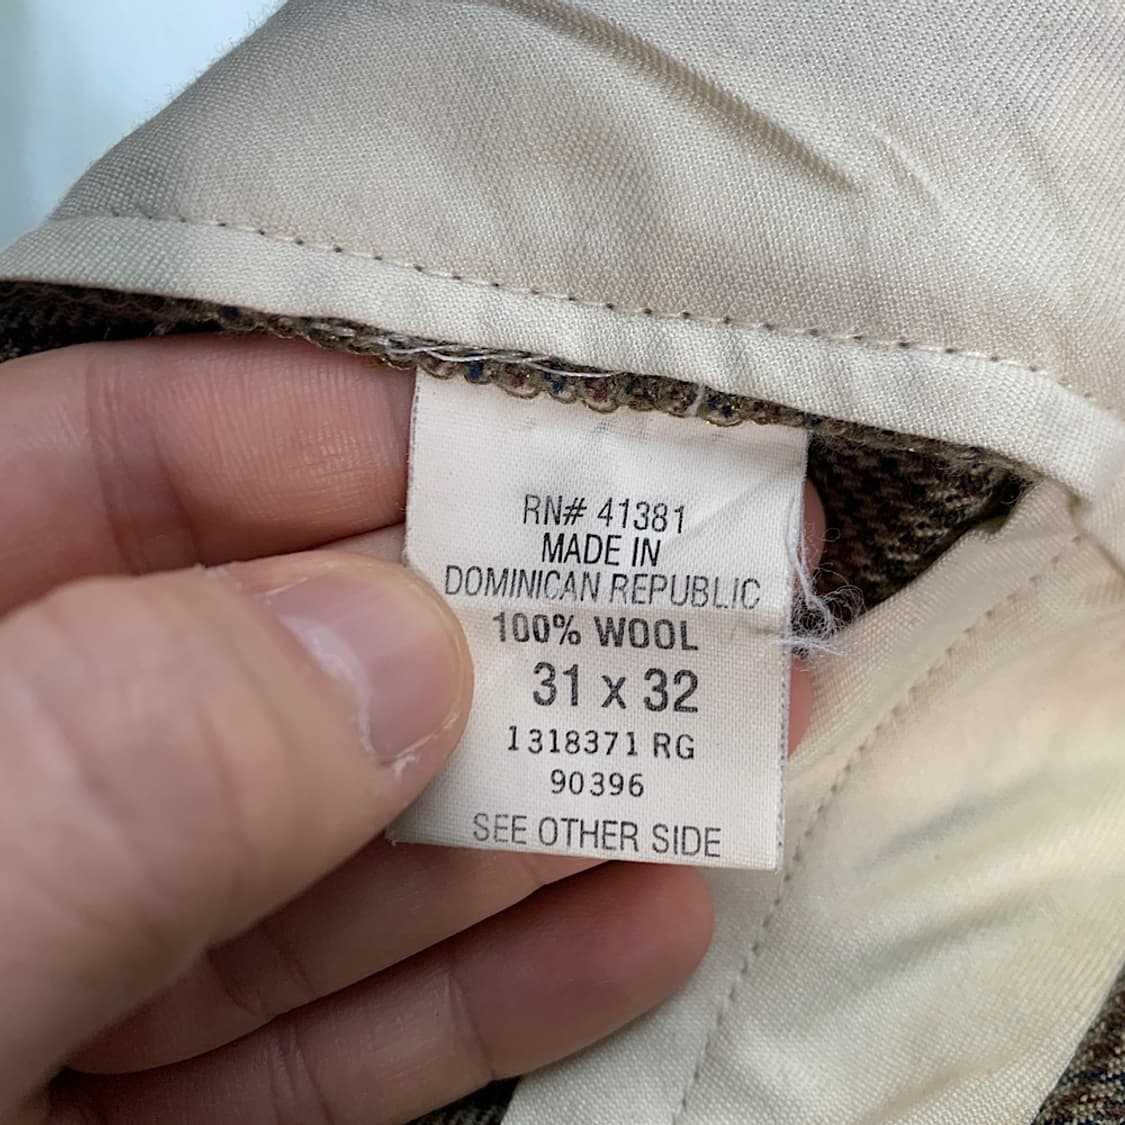 RN# 41381
MADE IN
DOMINICAN REPUBLIC
100% WOOL
31 x 32
1318371 RG
90396
SEE OTHER SIDE